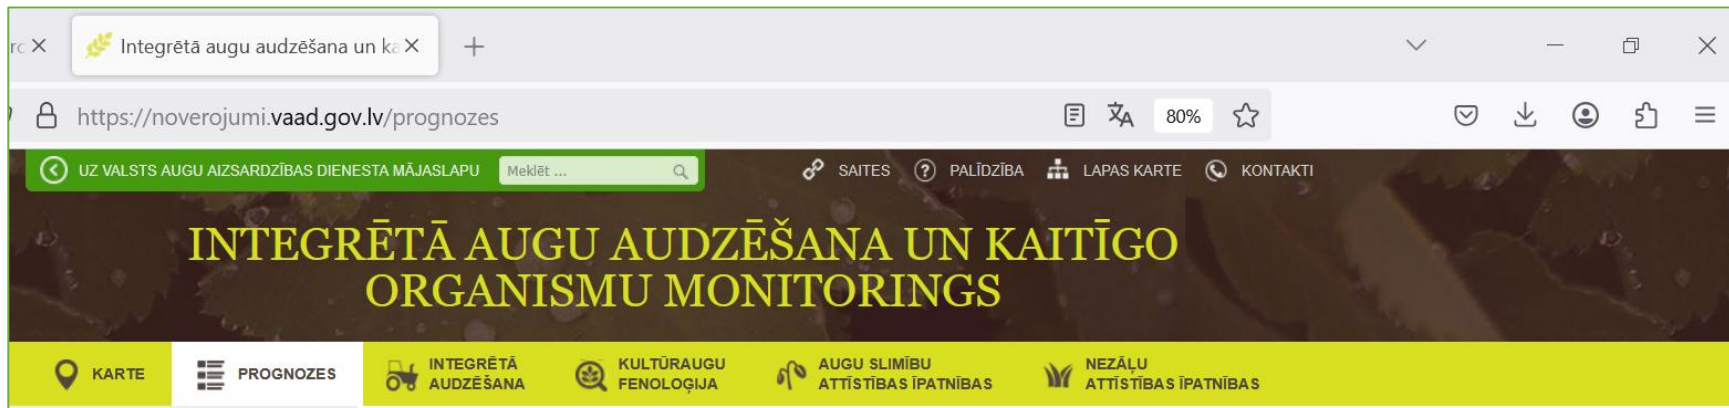 Integrētā augu audzēšana un ka
https://noverojumi.vaad.gov.lv/prognozes 80%
UZ VALSTS AUGU AIZSARDZĪBAS DIENESTA MĀJASLAPU Meklēt ... SAITES PALĪDZĪBA LAPAS KARTE KONTAKTI
INTEGRĒTĀ AUGU AUDZĒŠANA UN KAITĪGO
ORGANISMU MONITORINGS
KARTE
PROGNOZES
INTEGRĒTĀ
AUDZĒŠANA
KULTŪRAUGU
FENOLOĢIJA
AUGU SLIMĪBU
ATTĪSTĪBAS ĪPATNĪBAS
NEZĀĻU
ATTĪSTĪBAS ĪPATNĪBAS